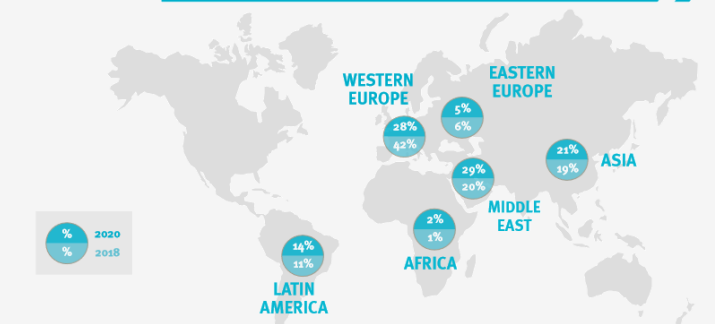 WESTERN
EUROPE
28%
42%
EASTERN
EUROPE
5%
6%
21%
19%
ASIA
29%
20%
MIDDLE
EAST
2%
1%
AFRICA
14%
11%
LATIN
AMERICA
% 2020
% 2018